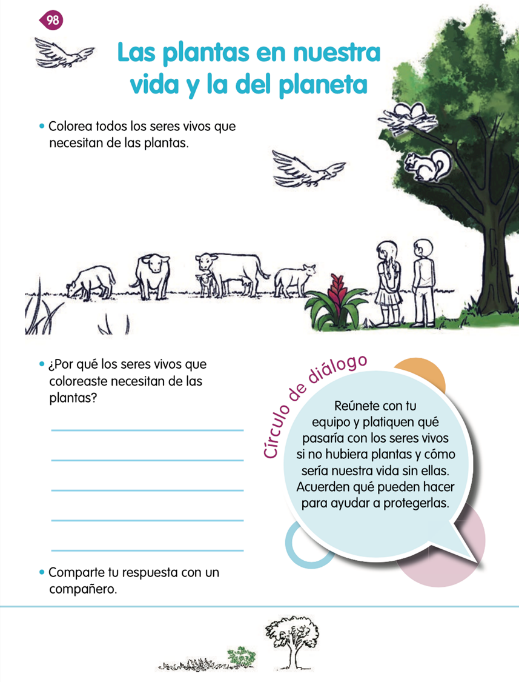 98
Las plantas en nuestra
vida y la del planeta
• Colorea todos los seres vivos que
necesitan de las plantas.
• ¿Por qué los seres vivos que
coloreaste necesitan de las
plantas?
Círculo de diálogo
Reúnete con tu
equipo y platiquen qué
pasaría con los seres vivos
si no hubiera plantas y cómo
sería nuestra vida sin ellas.
Acuerden qué pueden hacer
para ayudar a protegerlas.
• Comparte tu respuesta con un
compañero.